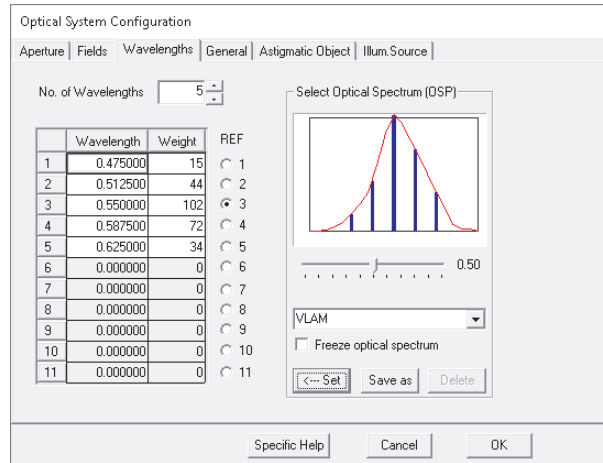 Optical System Configuration
Aperture Fields Wavelengths General Astigmatic Object Illum.Source
No. of Wavelengths 5
Wavelength Weight REF
1 0.475000 15 1
2 0.512500 44 2
3 0.550000 102 3
4 0.587500 72 4
5 0.625000 34 5
6 0.000000 0 6
7 0.000000 0 7
8 0.000000 0 8
9 0.000000 0 9
10 0.000000 0 10
11 0.000000 0 11
Select Optical Spectrum (OSP)
0.50
VLAM
Freeze optical spectrum
<--- Set Save as Delete
Specific Help Cancel OK